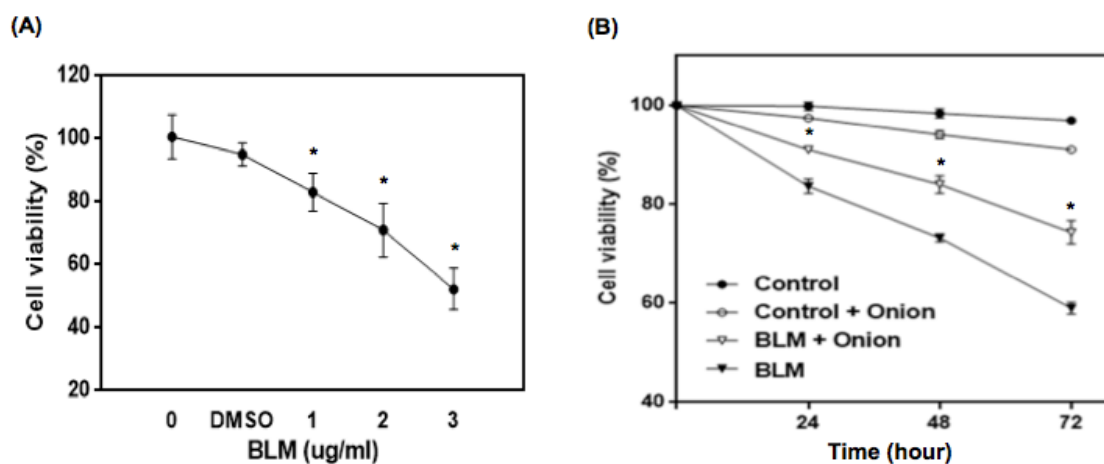 (A)
120
100
80
60
40
20
Cell viability (%)
*
*
*
0 DMSO 1 2 3
BLM (ug/ml)
(B)
100
80
60
40
Cell viability (%)
*
*
*
Control
Control + Onion
BLM + Onion
BLM
24 48 72
Time (hour)